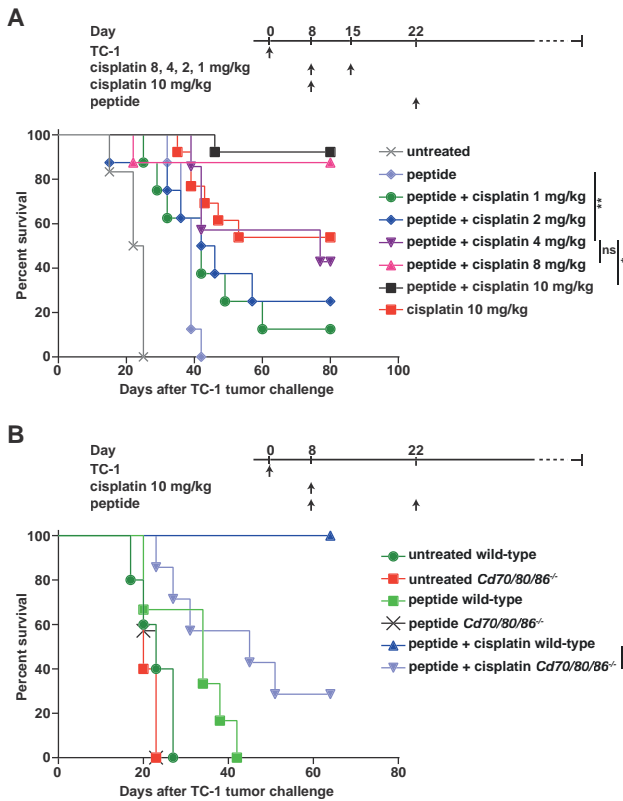 A
Day 0 8 15 22
TC-1
cisplatin 8, 4, 2, 1 mg/kg
cisplatin 10 mg/kg
peptide
100
80
60
40
20
0
Percent survival
0 20 40 60 80 100
Days after TC-1 tumor challenge
untreated
peptide
peptide + cisplatin 1 mg/kg
peptide + cisplatin 2 mg/kg
peptide + cisplatin 4 mg/kg
peptide + cisplatin 8 mg/kg
peptide + cisplatin 10 mg/kg
cisplatin 10 mg/kg
**
ns
B
Day 0 8 22
TC-1
cisplatin 10 mg/kg
peptide
100
80
60
40
20
0
Percent survival
0 20 40 60 80
Days after TC-1 tumor challenge
untreated wild-type
untreated Cd70/80/86-/-
peptide wild-type
peptide Cd70/80/86-/-
peptide + cisplatin wild-type
peptide + cisplatin Cd70/80/86-/-